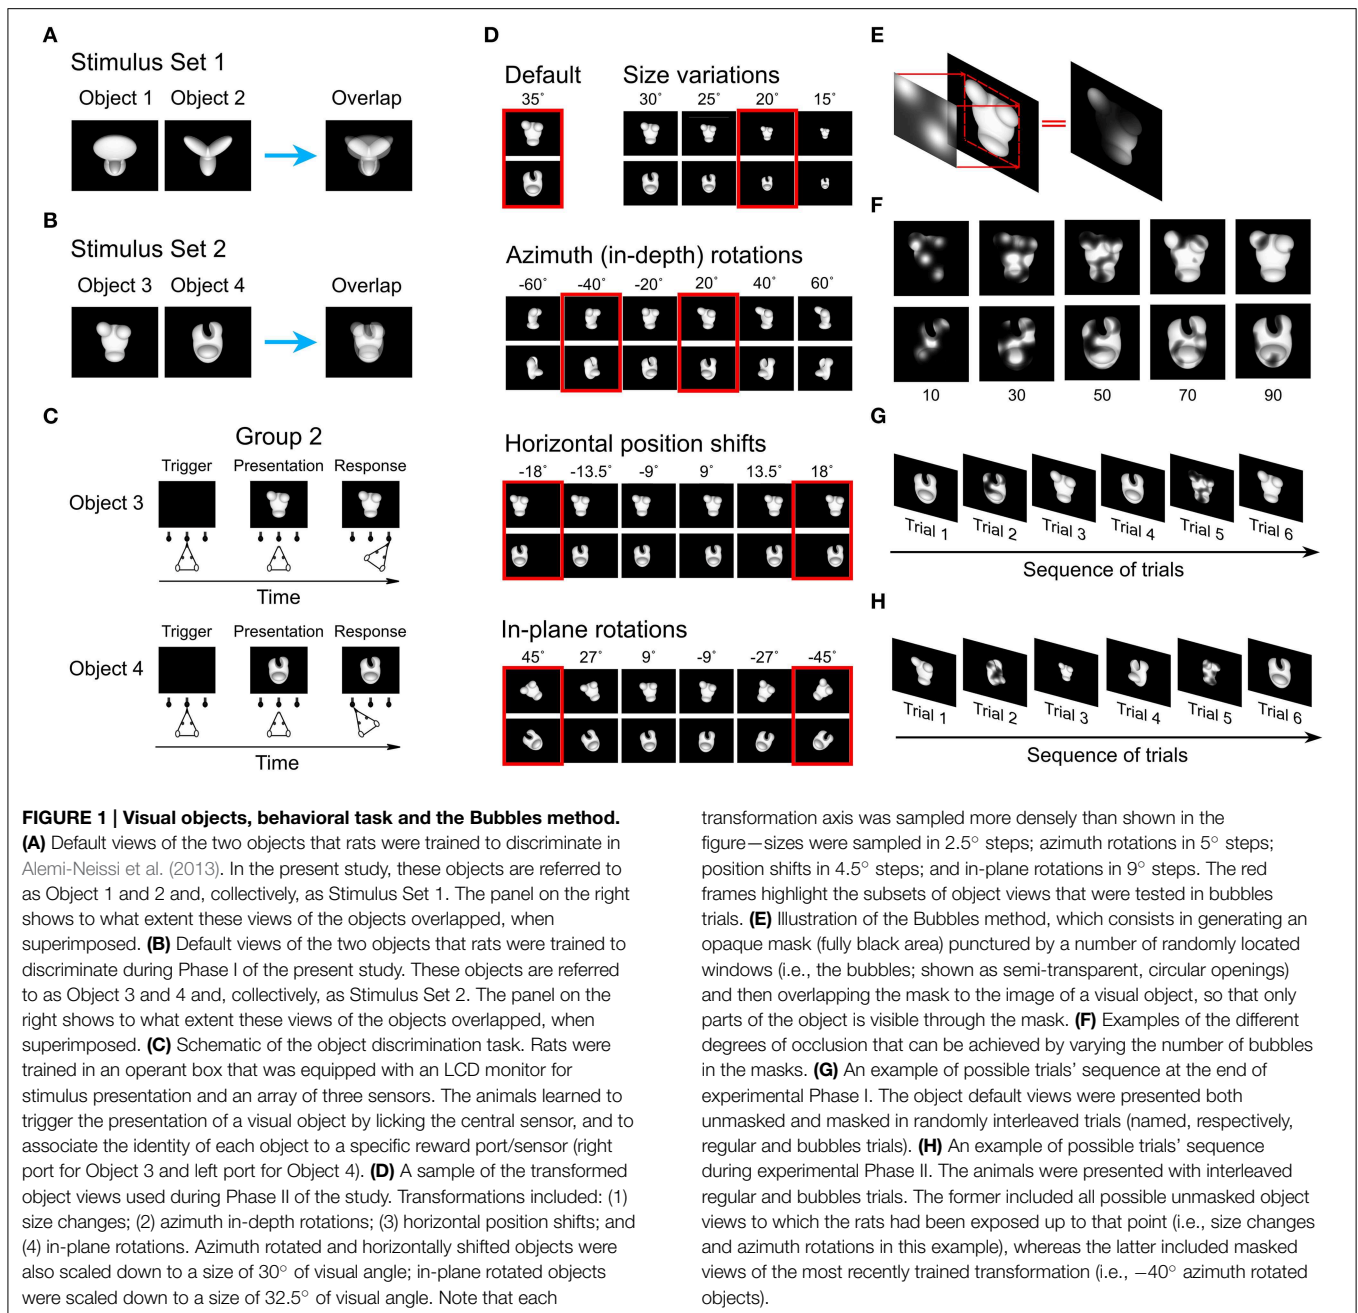 A
Stimulus Set 1
Object 1 Object 2 Overlap
B
Stimulus Set 2
Object 3 Object 4 Overlap
C
Group 2
Trigger Presentation Response
Object 3
Time
Trigger Presentation Response
Object 4
Time
D
Default Size variations
35° 30° 25° 20° 15°
Azimuth (in-depth) rotations
-60° -40° -20° 20° 40° 60°
Horizontal position shifts
-18° -13.5° -9° 9° 13.5° 18°
In-plane rotations
45° 27° 9° -9° -27° -45°
E
F
10 30 50 70 90
G
Trial 1 Trial 2 Trial 3 Trial 4 Trial 5 Trial 6
Sequence of trials
H
Trial 1 Trial 2 Trial 3 Trial 4 Trial 5 Trial 6
Sequence of trials
FIGURE 1 | Visual objects, behavioral task and the Bubbles method.
(A) Default views of the two objects that rats were trained to discriminate in
Alemi-Neissi et al. (2013). In the present study, these objects are referred to
as Object 1 and 2 and, collectively, as Stimulus Set 1. The panel on the right
shows to what extent these views of the objects overlapped, when
superimposed. (B) Default views of the two objects that rats were trained to
discriminate during Phase I of the present study. These objects are referred
to as Object 3 and 4 and, collectively, as Stimulus Set 2. The panel on the
right shows to what extent these views of the objects overlapped, when
superimposed. (C) Schematic of the object discrimination task. Rats were
trained in an operant box that was equipped with an LCD monitor for
stimulus presentation and an array of three sensors. The animals learned to
trigger the presentation of a visual object by licking the central sensor, and to
associate the identity of each object to a specific reward port/sensor (right
port for Object 3 and left port for Object 4). (D) A sample of the transformed
object views used during Phase II of the study. Transformations included: (1)
size changes; (2) azimuth in-depth rotations; (3) horizontal position shifts; and
(4) in-plane rotations. Azimuth rotated and horizontally shifted objects were
also scaled down to a size of 30° of visual angle; in-plane rotated objects
were scaled down to a size of 32.5° of visual angle. Note that each
transformation axis was sampled more densely than shown in the
figure—sizes were sampled in 2.5° steps; azimuth rotations in 5° steps;
position shifts in 4.5° steps; and in-plane rotations in 9° steps. The red
frames highlight the subsets of object views that were tested in bubbles
trials. (E) Illustration of the Bubbles method, which consists in generating an
opaque mask (fully black area) punctured by a number of randomly located
windows (i.e., the bubbles; shown as semi-transparent, circular openings)
and then overlapping the mask to the image of a visual object, so that only
parts of the object is visible through the mask. (F) Examples of the different
degrees of occlusion that can be achieved by varying the number of bubbles
in the masks. (G) An example of possible trials' sequence at the end of
experimental Phase I. The object default views were presented both
unmasked and masked in randomly interleaved trials (named, respectively,
regular and bubbles trials). (H) An example of possible trials' sequence
during experimental Phase II. The animals were presented with interleaved
regular and bubbles trials. The former included all possible unmasked object
views to which the rats had been exposed up to that point (i.e., size changes
and azimuth rotations in this example), whereas the latter included masked
views of the most recently trained transformation (i.e., −40° azimuth rotated
objects).